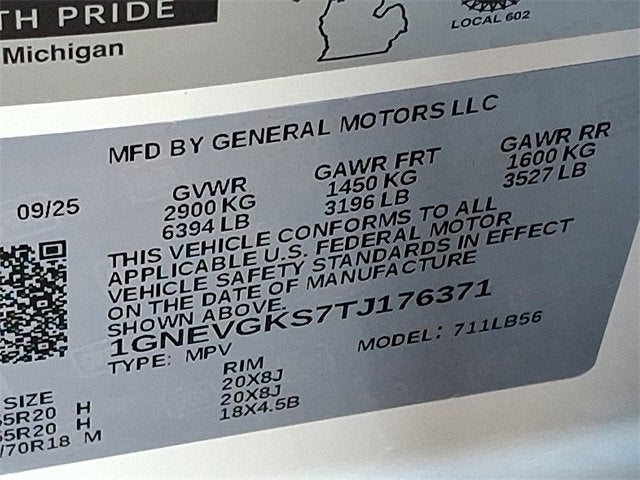 TH PRIDE
Michigan
LOCAL 602
MFD BY GENERAL MOTORS LLC
09/25
GVWR
2900 KG
6394 LB
GAWR FRT
1450 KG
3196 LB
GAWR RR
1600 KG
3527 LB
THIS VEHICLE CONFORMS TO ALL
APPLICABLE U.S. FEDERAL MOTOR
VEHICLE SAFETY STANDARDS IN EFFECT
ON THE DATE OF MANUFACTURE
SHOWN ABOVE.
1GNEVGKS7TJ176371
TYPE: MPV
MODEL: 711LB56
SIZE
5R20 H
5R20 H
/70R18 M
RIM
20X8J
20X8J
18X4.5B